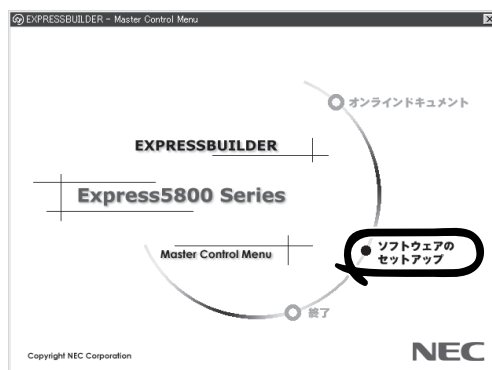 EXPRESSBUILDER - Master Control Menu
オンラインドキュメント
EXPRESSBUILDER
Express5800 Series
Master Control Menu
ソフトウェアの
セットアップ
終了
Copyright NEC Corporation
NEC